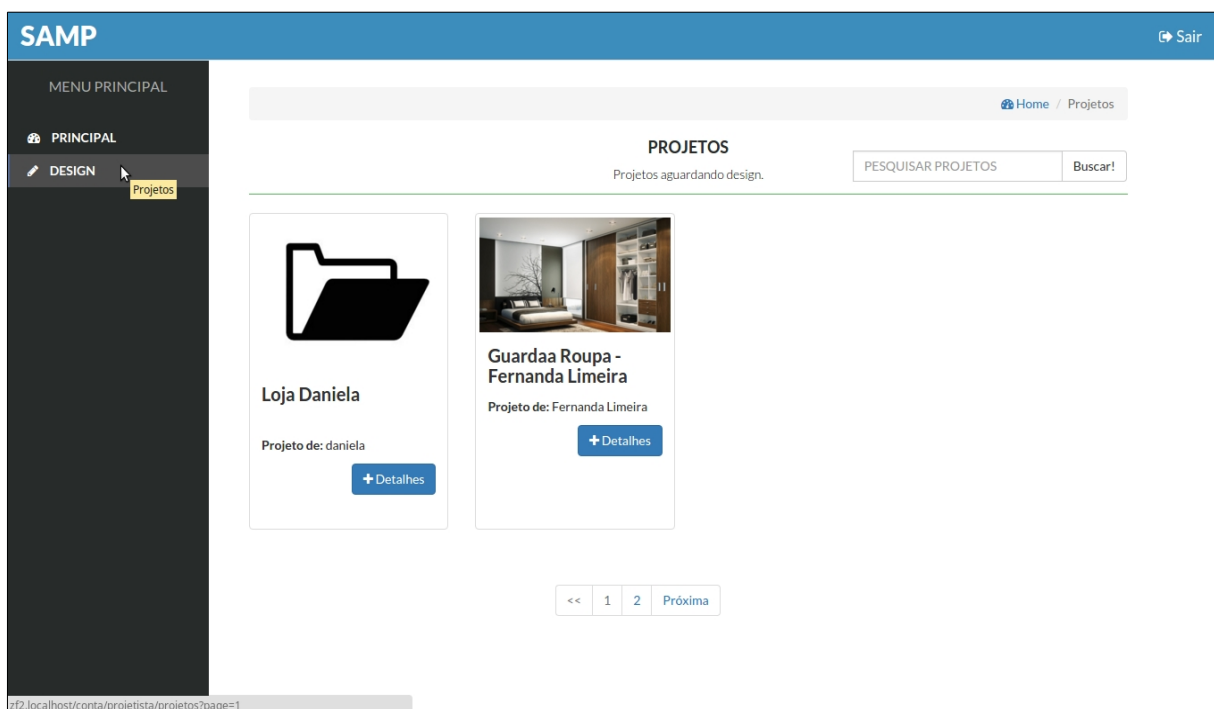 SAMP
Sair
MENU PRINCIPAL
PRINCIPAL
DESIGN
Projetos
Home / Projetos
PROJETOS
Projetos aguardando design.
PESQUISAR PROJETOS
Buscar!
Loja Daniela
Projeto de: daniela
+ Detalhes
Guardaa Roupa -
Fernanda Limeira
Projeto de: Fernanda Limeira
+ Detalhes
<< 1 2 Próxima
zf2.localhost/conta/projetista/projetos?page=1